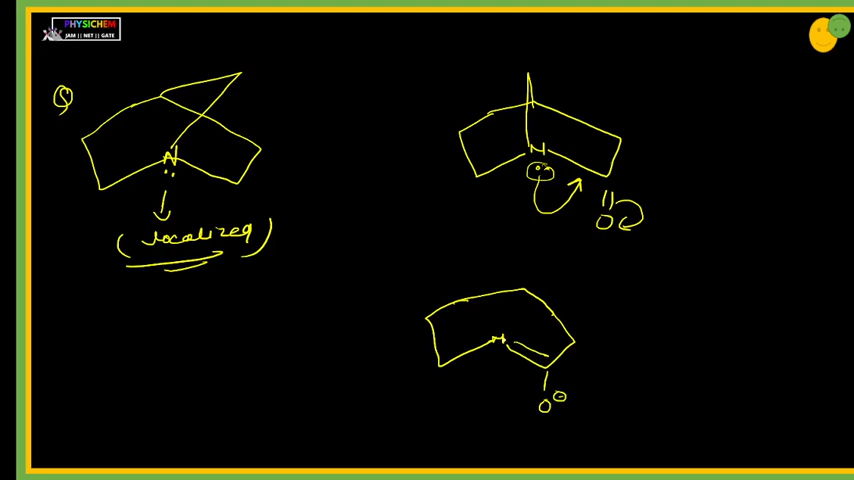 PHYSICHEM
JAM || NET || GATE
Q
N
(localized)
N
O
N
O⊖